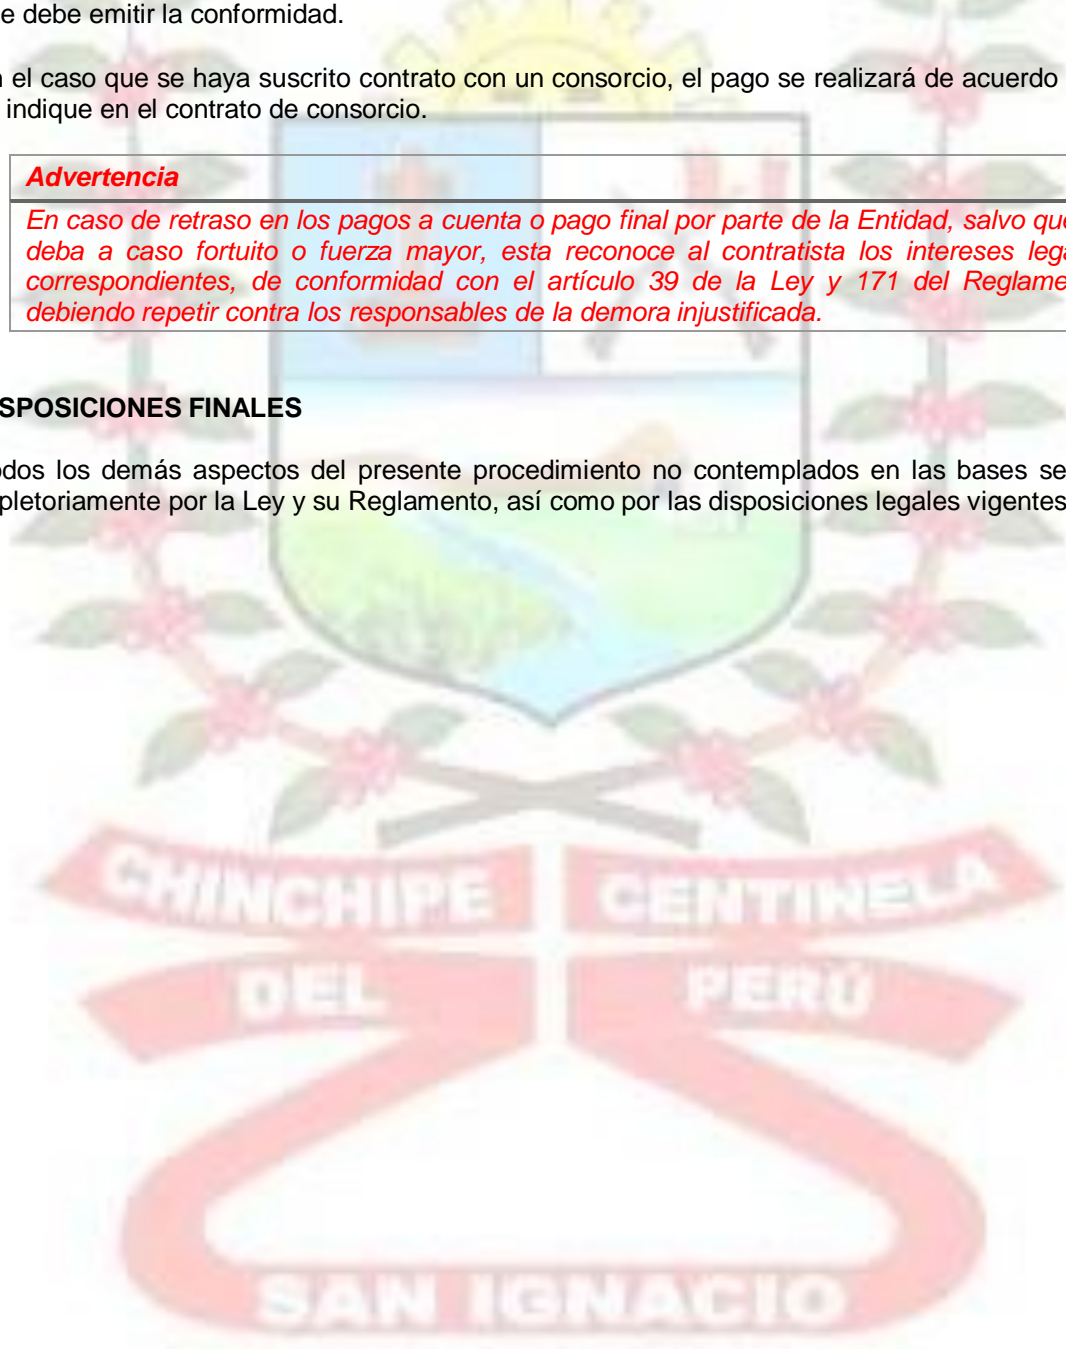 e debe emitir la conformidad.
el caso que se haya suscrito contrato con un consorcio, el pago se realizará de acuerdo
indique en el contrato de consorcio.
Advertencia
En caso de retraso en los pagos a cuenta o pago final por parte de la Entidad, salvo que
deba a caso fortuito o fuerza mayor, esta reconoce al contratista los intereses lega
correspondientes, de conformidad con el artículo 39 de la Ley y 171 del Reglame
debiendo repetir contra los responsables de la demora injustificada.
SPOSICIONES FINALES
odos los demás aspectos del presente procedimiento no contemplados en las bases se
pletoriamente por la Ley y su Reglamento, así como por las disposiciones legales vigentes
CHINCHIPE CENTINELA
DEL PERÚ
SAN IGNACIO